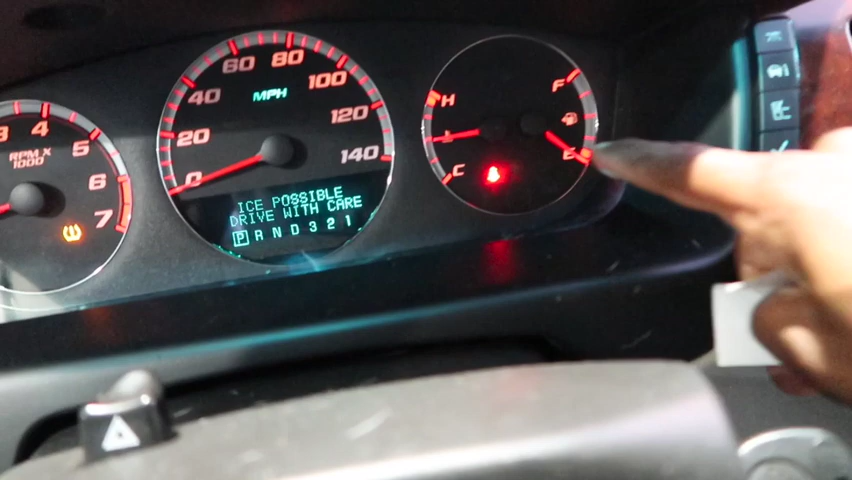 3 4 5 6 7
RPM X
1000
0 20 40 60 80 100 120 140
MPH
ICE POSSIBLE
DRIVE WITH CARE
P R N D 3 2 1
H
C
F
E